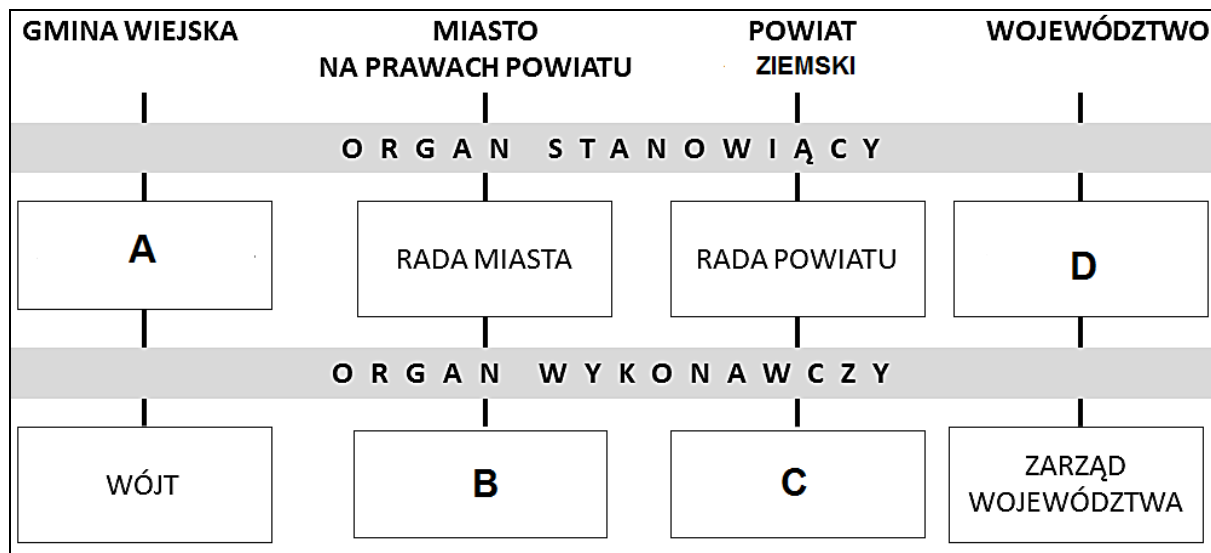 GMINA WIEJSKA
MIASTO
NA PRAWACH POWIATU
POWIAT
ZIEMSKI
WOJEWÓDZTWO
ORGAN STANOWIĄCY
A
RADA MIASTA
RADA POWIATU
D
ORGAN WYKONAWCZY
WÓJT
B
C
ZARZĄD
WOJEWÓDZTWA